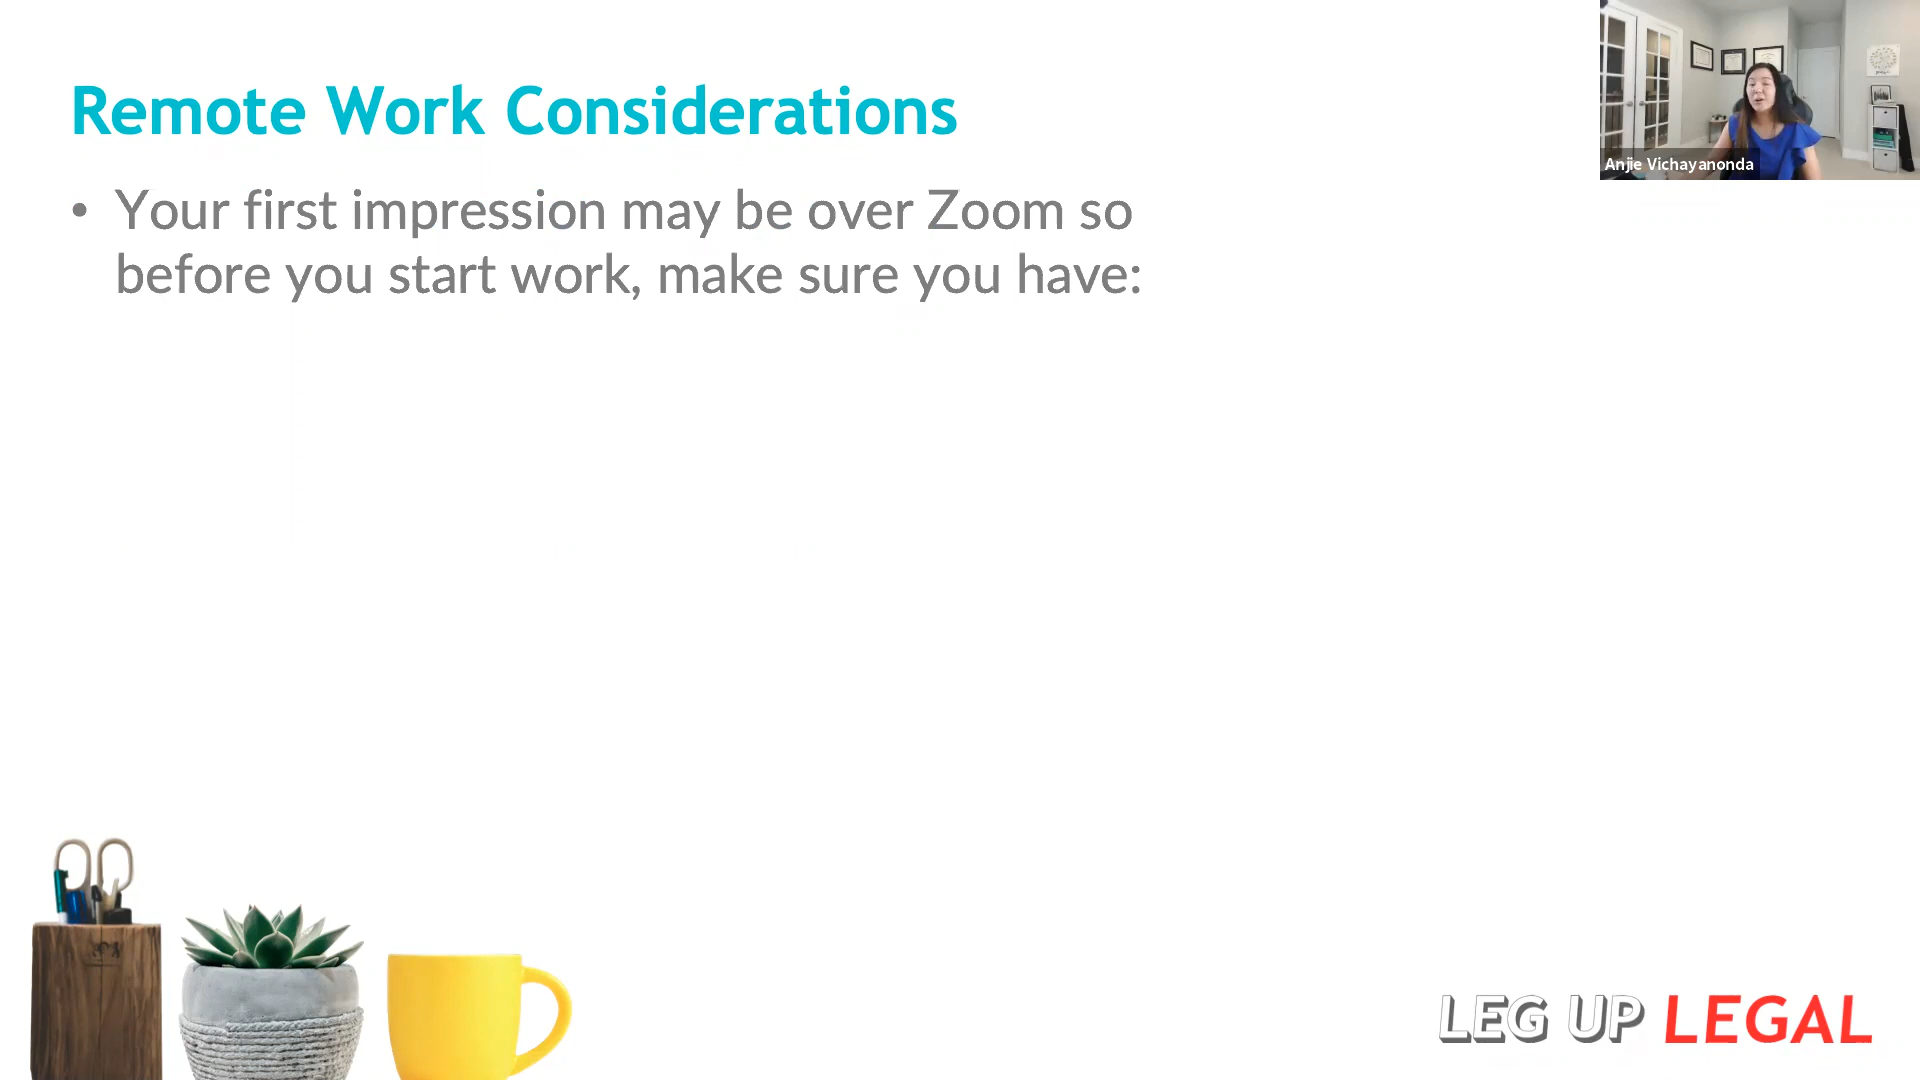 Remote Work Considerations
• Your first impression may be over Zoom so
before you start work, make sure you have:
Anjie Vichayanonda
LEG UP LEGAL